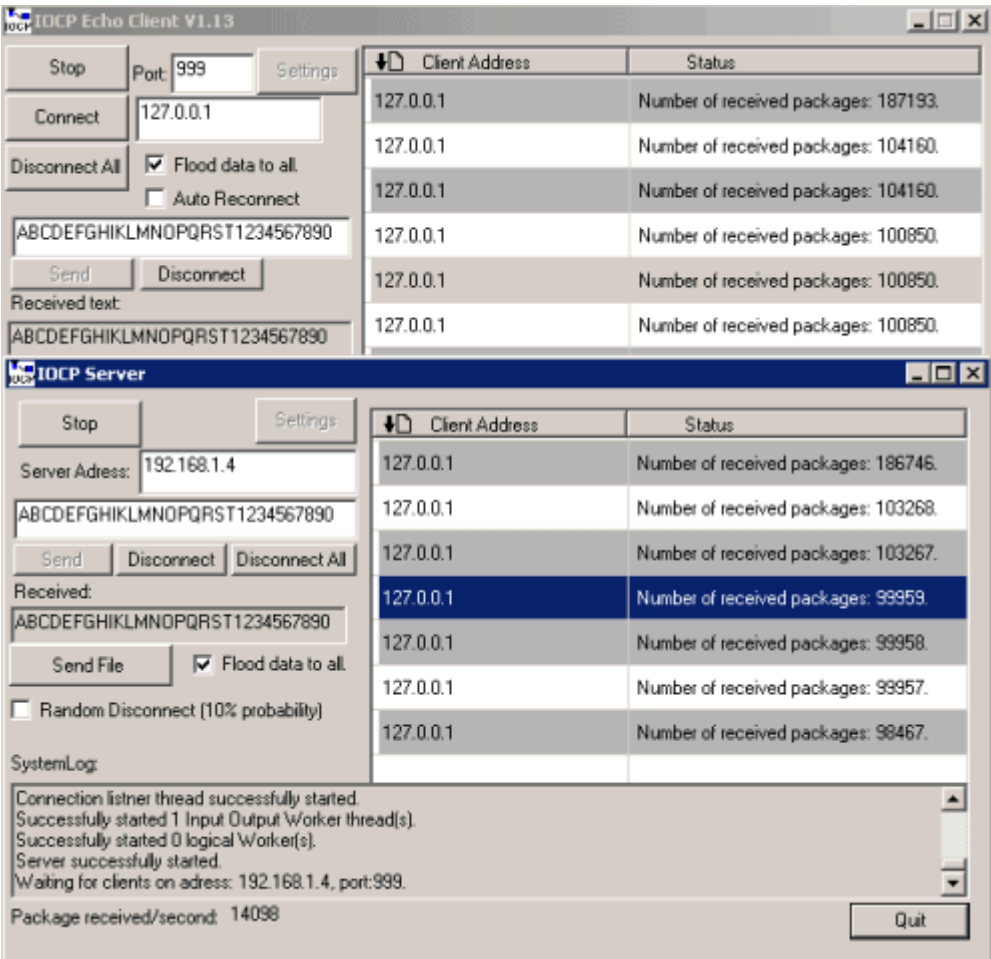 IOCP Echo Client V1.13
Stop Port: 999 Settings
Connect 127.0.0.1
Disconnect All Flood data to all.
Auto Reconnect
ABCDEFGHIKLMNOPQRST1234567890
Send Disconnect
Received text:
ABCDEFGHIKLMNOPQRST1234567890
Client Address Status
127.0.0.1 Number of received packages: 187193.
127.0.0.1 Number of received packages: 104160.
127.0.0.1 Number of received packages: 104160.
127.0.0.1 Number of received packages: 100850.
127.0.0.1 Number of received packages: 100850.
127.0.0.1 Number of received packages: 100850.
IOCP Server
Stop Settings
Server Adress: 192.168.1.4
ABCDEFGHIKLMNOPQRST1234567890
Send Disconnect Disconnect All
Received:
ABCDEFGHIKLMNOPQRST1234567890
Send File Flood data to all.
Random Disconnect (10% probability)
Client Address Status
127.0.0.1 Number of received packages: 186746.
127.0.0.1 Number of received packages: 103268.
127.0.0.1 Number of received packages: 103267.
127.0.0.1 Number of received packages: 99959.
127.0.0.1 Number of received packages: 99958.
127.0.0.1 Number of received packages: 99957.
127.0.0.1 Number of received packages: 98467.
SystemLog:
Connection listner thread successfully started.
Successfully started 1 Input Output Worker thread(s).
Successfully started 0 logical Worker(s).
Server successfully started.
Waiting for clients on adress: 192.168.1.4, port:999.
Package received/second: 14098
Quit